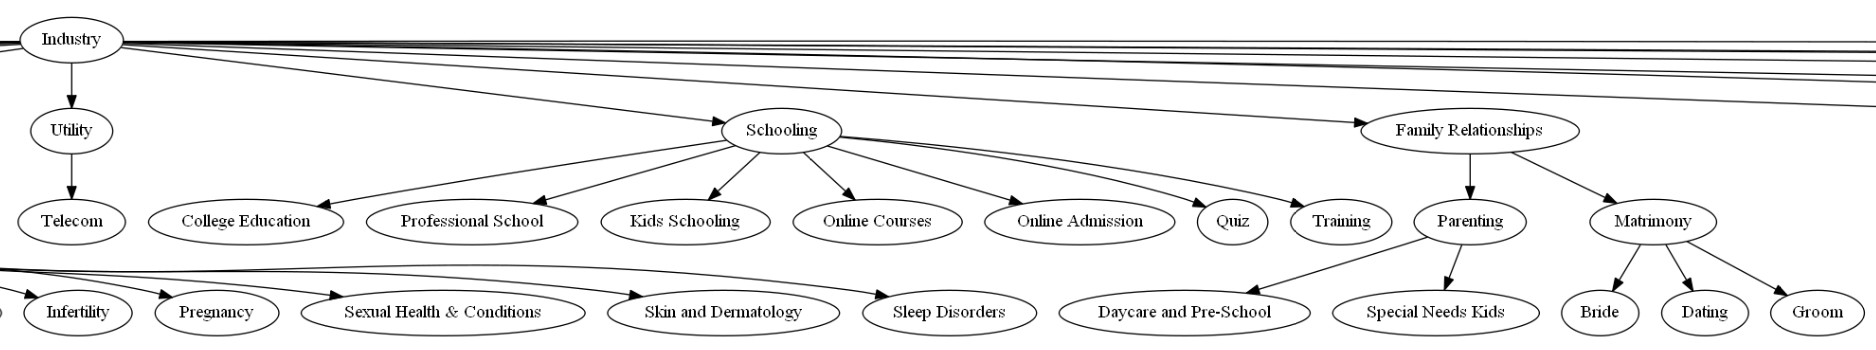 Industry
Utility
Schooling
Family Relationships
Telecom
College Education
Professional School
Kids Schooling
Online Courses
Online Admission
Quiz
Training
Parenting
Matrimony
Infertility
Pregnancy
Sexual Health & Conditions
Skin and Dermatology
Sleep Disorders
Daycare and Pre-School
Special Needs Kids
Bride
Dating
Groom